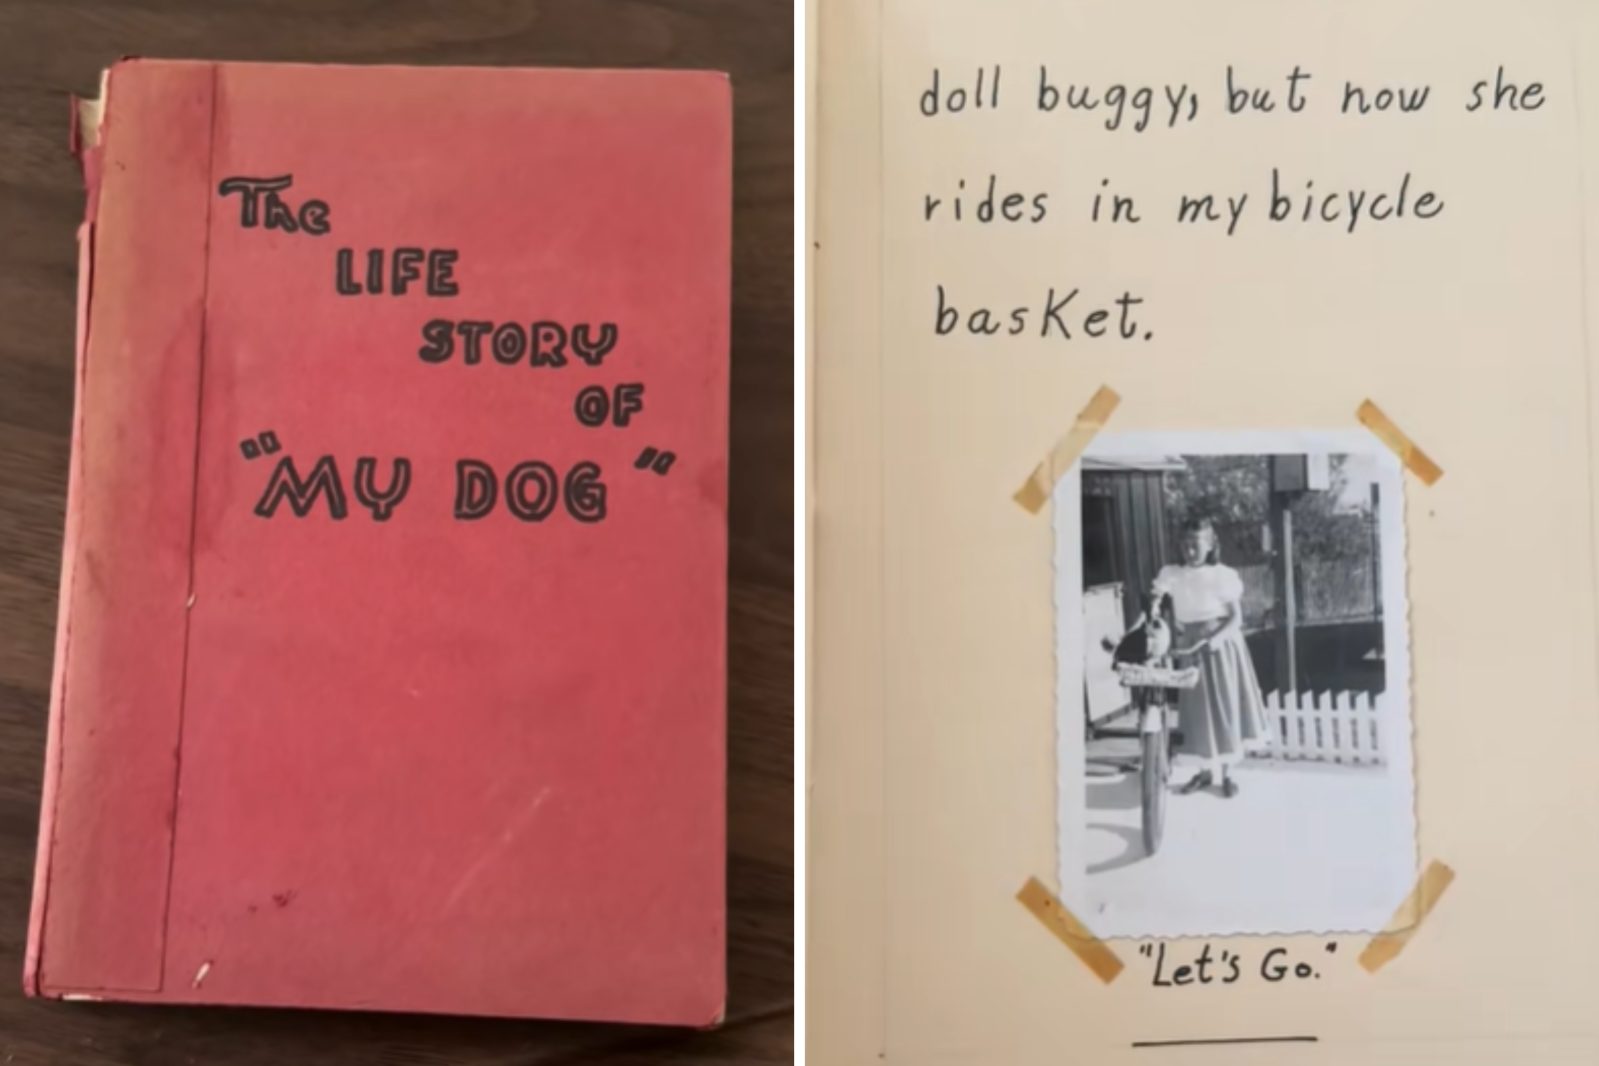 The
LIFE
STORY
OF
"MY DOG"
doll buggy, but now she
rides in my bicycle
basket.
"Let's Go."